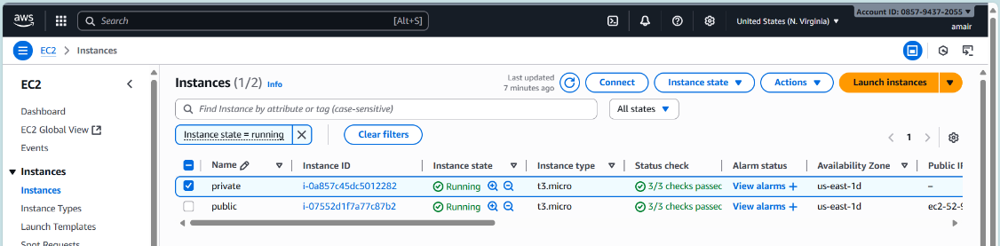 aws
Search [Alt+S]
United States (N. Virginia)
Account ID: 0857-9437-2055
amair
EC2 > Instances
EC2
Dashboard
EC2 Global View
Events
Instances
Instances
Instance Types
Launch Templates
Spot Requests
Instances (1/2) Info
Last updated
7 minutes ago
Connect
Instance state
Actions
Launch instances
Find Instance by attribute or tag (case-sensitive)
All states
Instance state = running
Clear filters
1
Name Instance ID Instance state Instance type Status check Alarm status Availability Zone Public IP
private i-0a857c45dc5012282 Running t3.micro 3/3 checks passec View alarms + us-east-1d –
public i-07552d1f7a77c87b2 Running t3.micro 3/3 checks passec View alarms + us-east-1d ec2-52-9